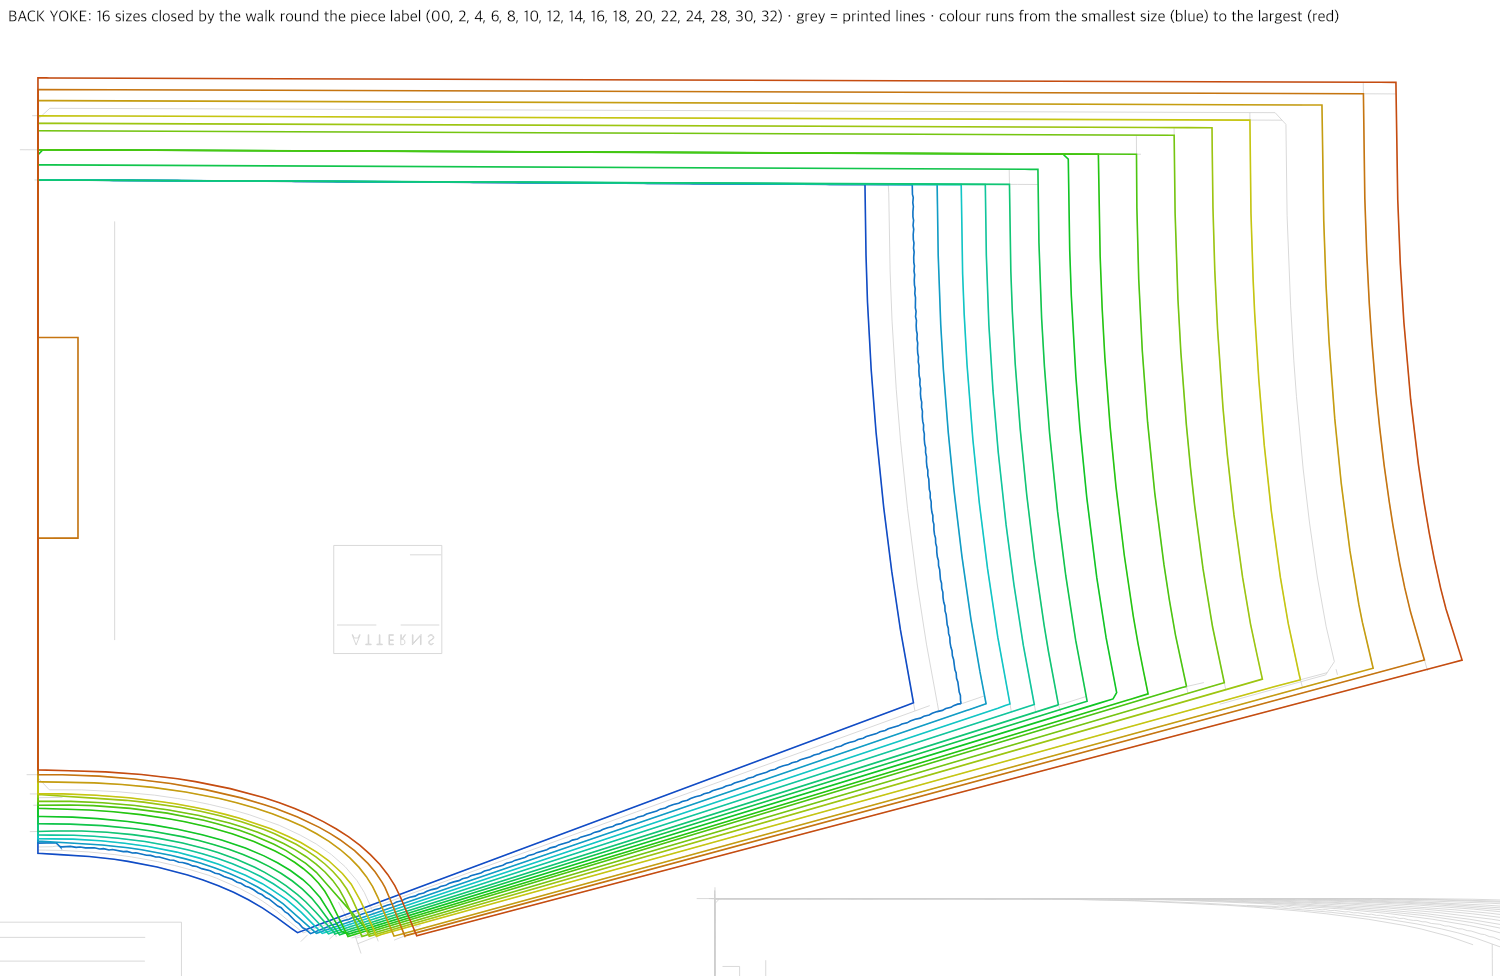 BACK YOKE: 16 sizes closed by the walk round the piece label (00, 2, 4, 6, 8, 10, 12, 14, 16, 18, 20, 22, 24, 28, 30, 32) · grey = printed lines · colour runs from the smallest size (blue) to the largest (red)
ATTERNS